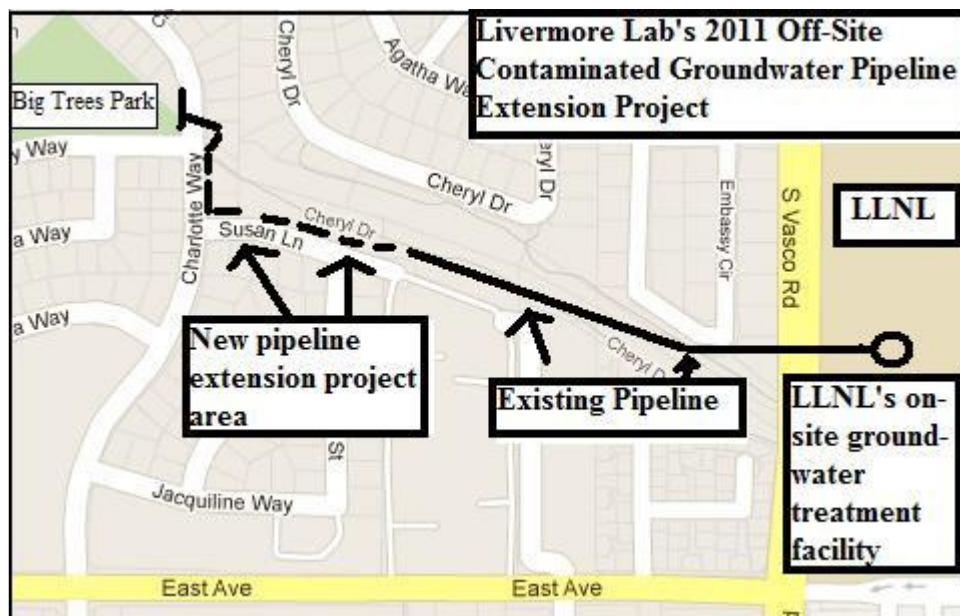 Livermore Lab's 2011 Off-Site
Contaminated Groundwater Pipeline
Extension Project
Cheryl Dr
Agatha Wa
Big Trees Park
y Way
Cheryl Dr
eryl Dr
Embassy Cir
S Vasco Rd
LLNL
Charlotte Way
Cheryl Dr
Susan Ln
a Way
a Way
New pipeline
extension project
area
Existing Pipeline
Cheryl D
LLNL's on-
site ground-
water
treatment
facility
St
Jacquiline Way
East Ave
East Ave